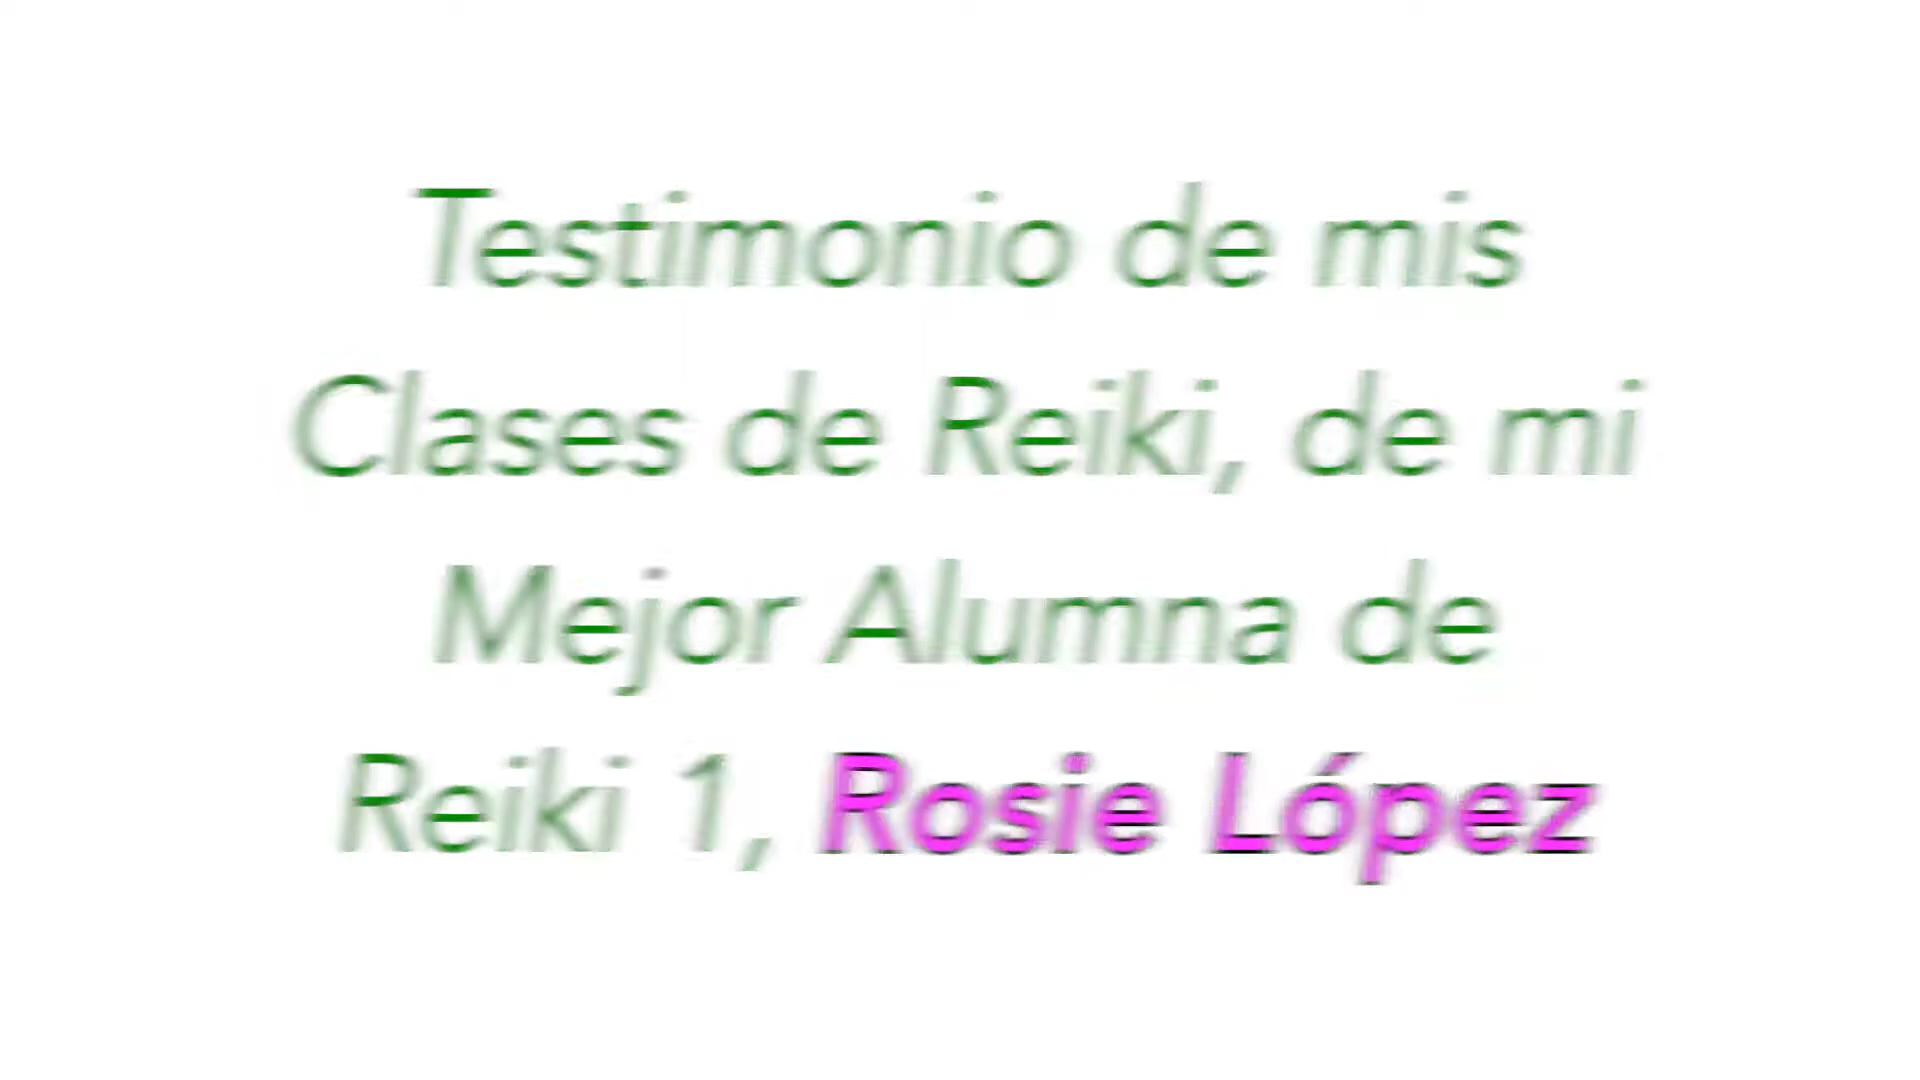 Testimonio de mis
Clases de Reiki, de mi
Mejor Alumna de
Reiki 1, Rosie López